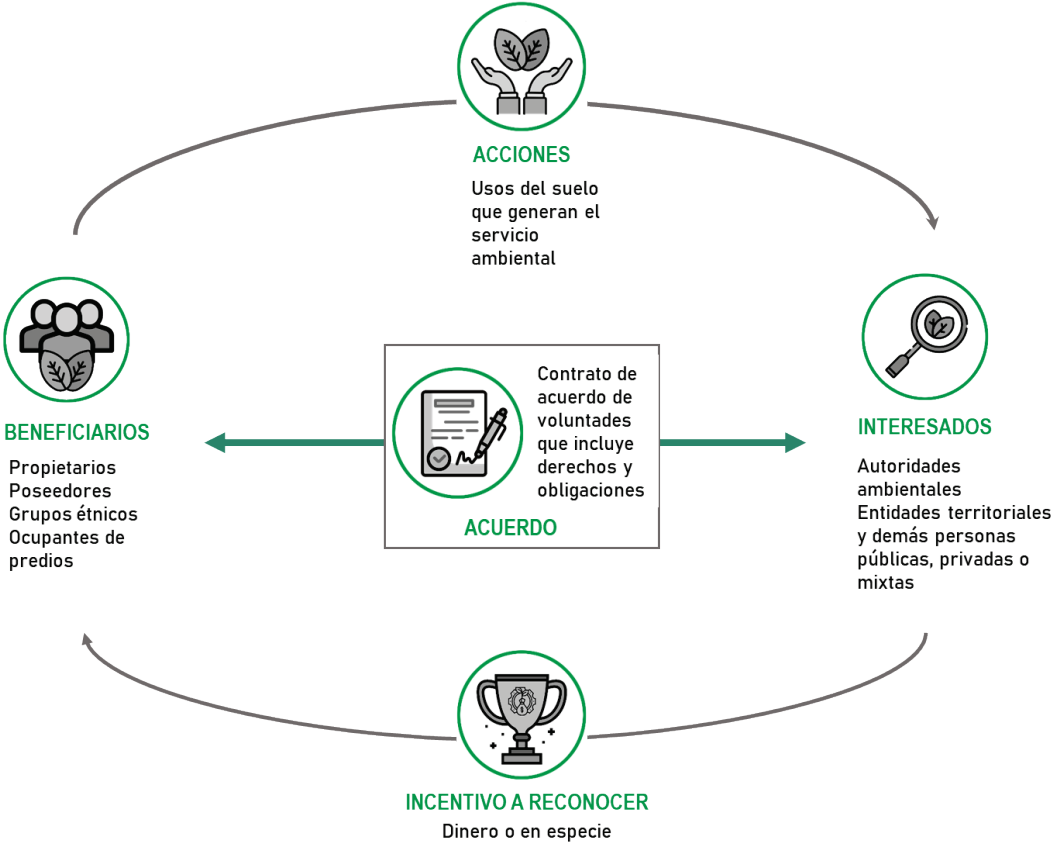 ACCIONES
Usos del suelo
que generan el
servicio
ambiental
BENEFICIARIOS
Propietarios
Poseedores
Grupos étnicos
Ocupantes de
predios
Contrato de
acuerdo de
voluntades
que incluye
derechos y
obligaciones
ACUERDO
INTERESADOS
Autoridades
ambientales
Entidades territoriales
y demás personas
públicas, privadas o
mixtas
INCENTIVO A RECONOCER
Dinero o en especie